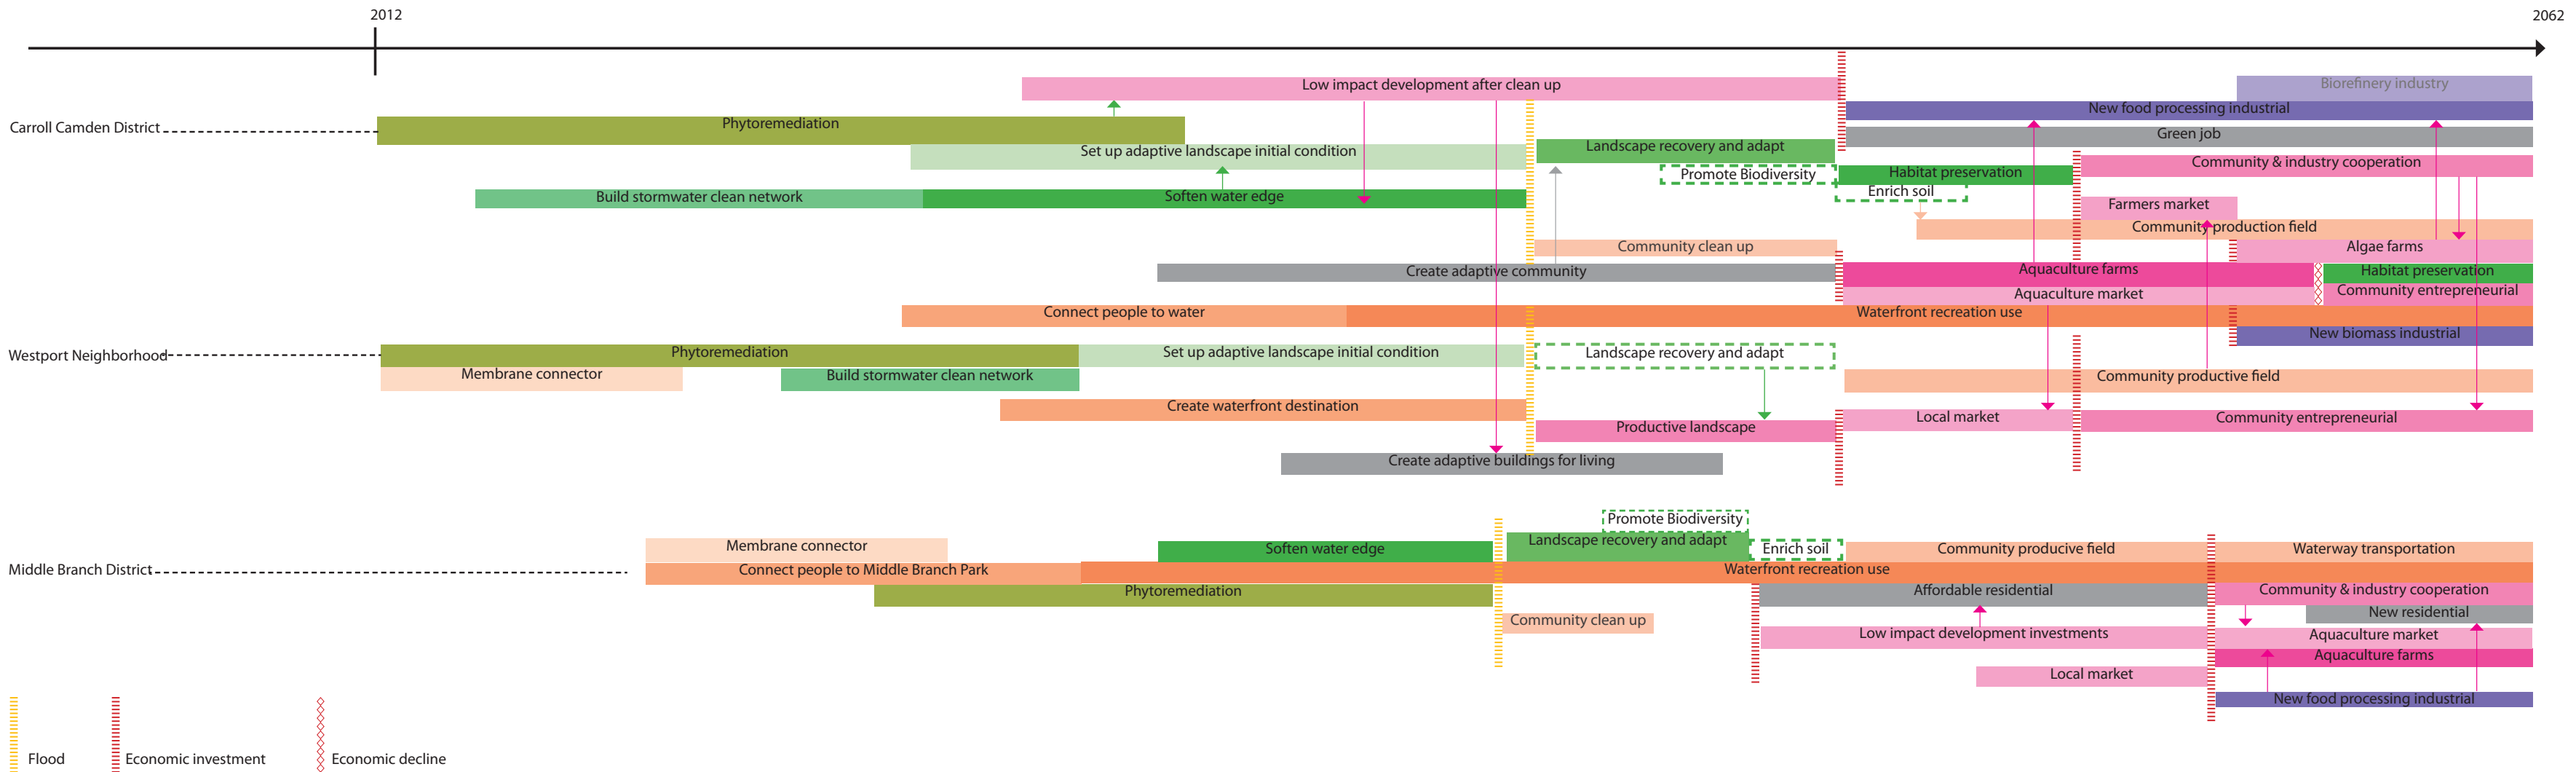 2012
2062
Low impact development after clean up
Biorefinery industry
New food processing industrial
Carroll Camden District
Phytoremediation
Green job
Set up adaptive landscape initial condition
Landscape recovery and adapt
Community & industry cooperation
Promote Biodiversity
Habitat preservation
Enrich soil
Build stormwater clean network
Soften water edge
Farmers market
Community production field
Community clean up
Algae farms
Create adaptive community
Aquaculture farms
Habitat preservation
Aquaculture market
Community entrepreneurial
Connect people to water
Waterfront recreation use
New biomass industrial
Westport Neighborhood
Phytoremediation
Set up adaptive landscape initial condition
Landscape recovery and adapt
Membrane connector
Build stormwater clean network
Community productive field
Create waterfront destination
Local market
Community entrepreneurial
Productive landscape
Create adaptive buildings for living
Promote Biodiversity
Membrane connector
Soften water edge
Landscape recovery and adapt
Enrich soil
Community producive field
Waterway transportation
Middle Branch District
Connect people to Middle Branch Park
Waterfront recreation use
Phytoremediation
Affordable residential
Community & industry cooperation
Community clean up
New residential
Low impact development investments
Aquaculture market
Aquaculture farms
Local market
New food processing industrial
Flood
Economic investment
Economic decline